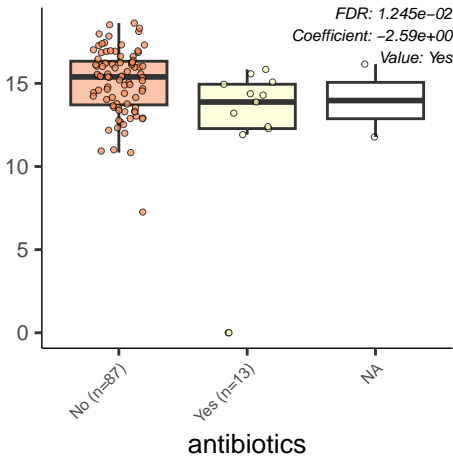 FDR: 1.245e−02
Coefficient: −2.59e+00
Value: Yes
15
10
5
0
No (n=87)
Yes (n=13)
NA
antibiotics